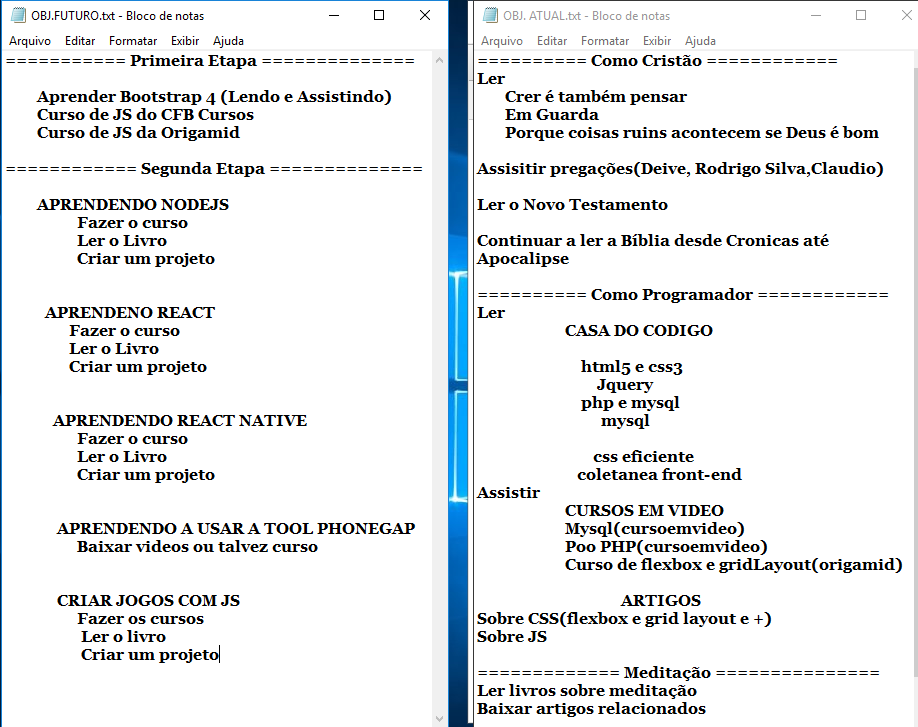 OBJ.FUTURO.txt - Bloco de notas
Arquivo Editar Formatar Exibir Ajuda
=========== Primeira Etapa ==============
Aprender Bootstrap 4 (Lendo e Assistindo)
Curso de JS do CFB Cursos
Curso de JS da Origamid
============ Segunda Etapa ==============
APRENDENDO NODEJS
Fazer o curso
Ler o Livro
Criar um projeto
APRENDENO REACT
Fazer o curso
Ler o Livro
Criar um projeto
APRENDENDO REACT NATIVE
Fazer o curso
Ler o Livro
Criar um projeto
APRENDENDO A USAR A TOOL PHONEGAP
Baixar videos ou talvez curso
CRIAR JOGOS COM JS
Fazer os cursos
Ler o livro
Criar um projeto
OBJ. ATUAL.txt - Bloco de notas
Arquivo Editar Formatar Exibir Ajuda
========== Como Cristão ============
Ler
Crer é também pensar
Em Guarda
Porque coisas ruins acontecem se Deus é bom
Assisitir pregações(Deive, Rodrigo Silva,Claudio)
Ler o Novo Testamento
Continuar a ler a Bíblia desde Cronicas até
Apocalipse
========== Como Programador ============
Ler
CASA DO CODIGO
html5 e css3
Jquery
php e mysql
mysql
css eficiente
coletanea front-end
Assistir
CURSOS EM VIDEO
Mysql(cursoemvideo)
Poo PHP(cursoemvideo)
Curso de flexbox e gridLayout(origamid)
ARTIGOS
Sobre CSS(flexbox e grid layout e +)
Sobre JS
============= Meditação ===============
Ler livros sobre meditação
Baixar artigos relacionados